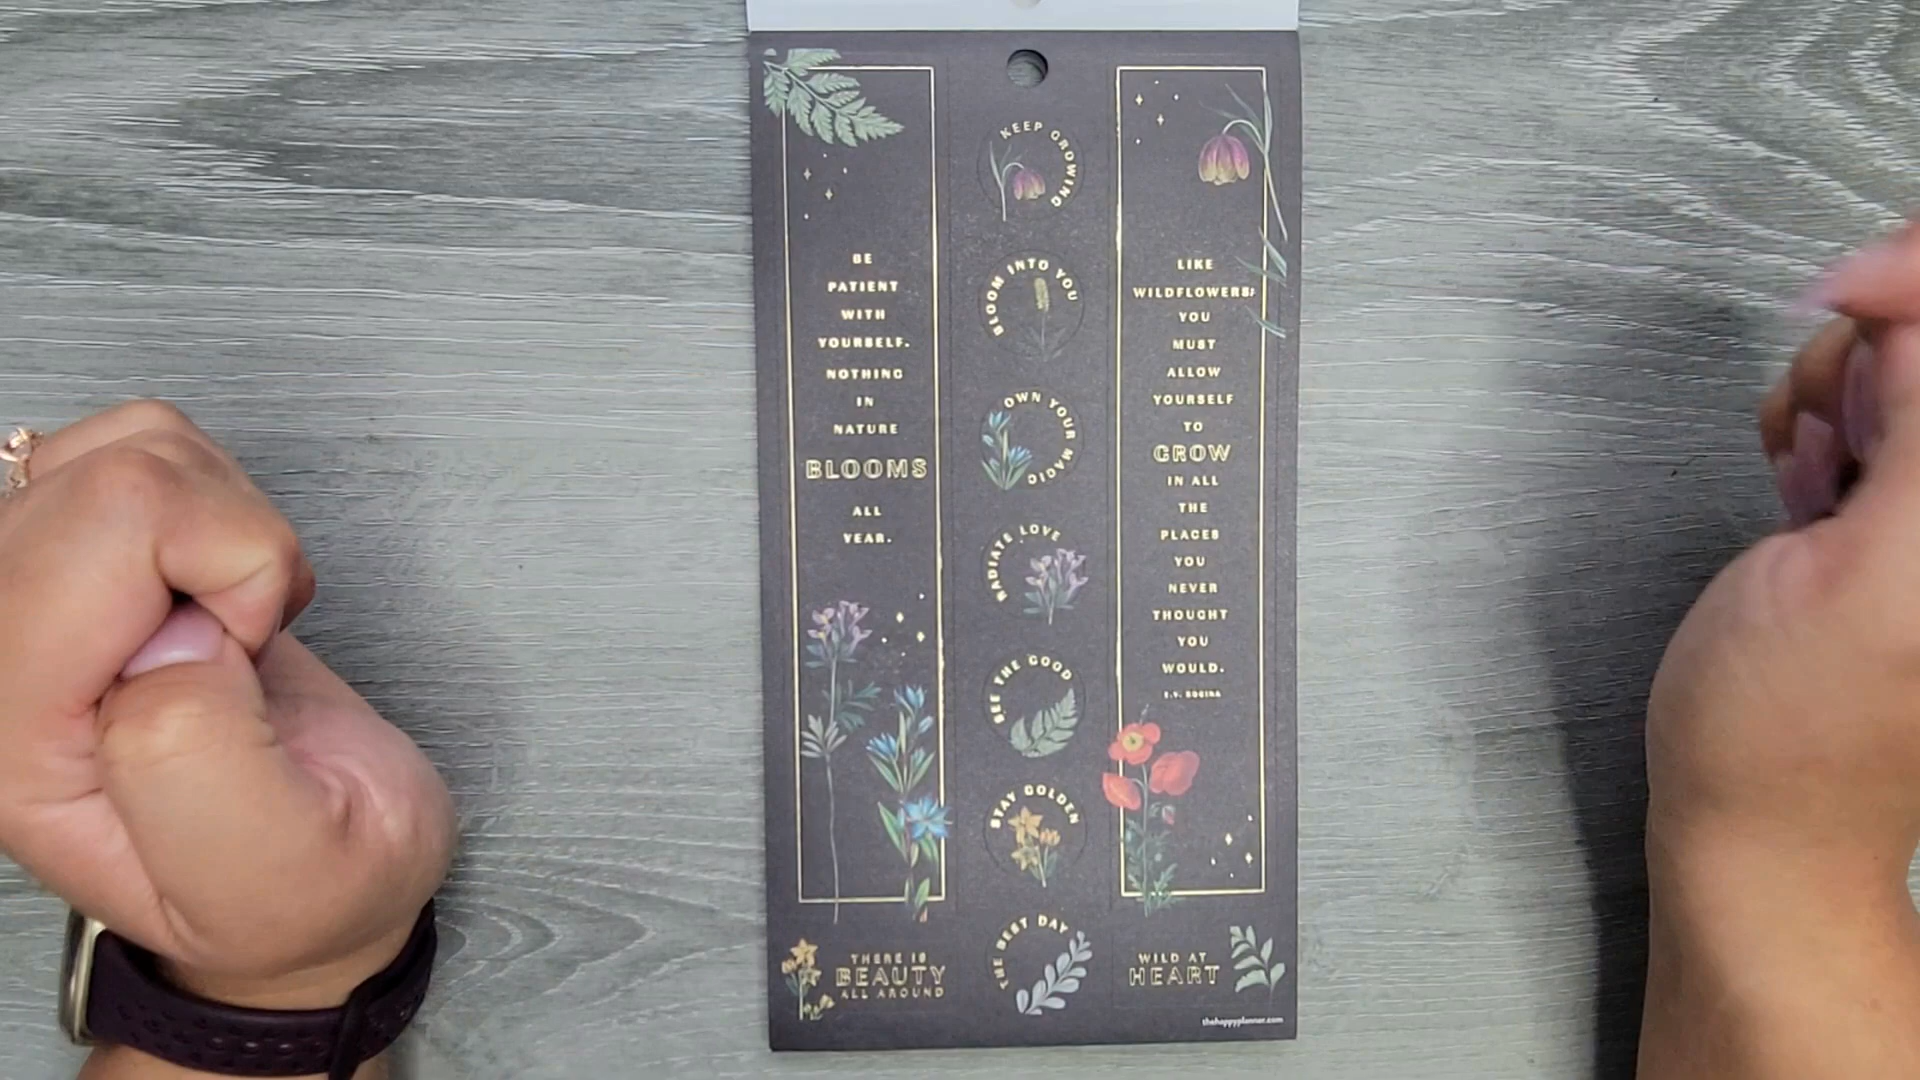 BE
PATIENT
WITH
YOURSELF.
NOTHING
IN
NATURE
BLOOMS
ALL
YEAR.
THERE IS
BEAUTY
ALL AROUND
KEEP GROWING
BLOOM INTO YOU
OWN YOUR MAGIC
RADIATE LOVE
SEE THE GOOD
STAY GOLDEN
THE BEST DAY
LIKE
WILDFLOWERS;
YOU
MUST
ALLOW
YOURSELF
TO
GROW
IN ALL
THE
PLACES
YOU
NEVER
THOUGHT
YOU
WOULD.
E.V. ROGINA
WILD AT
HEART
thehappyplanner.com